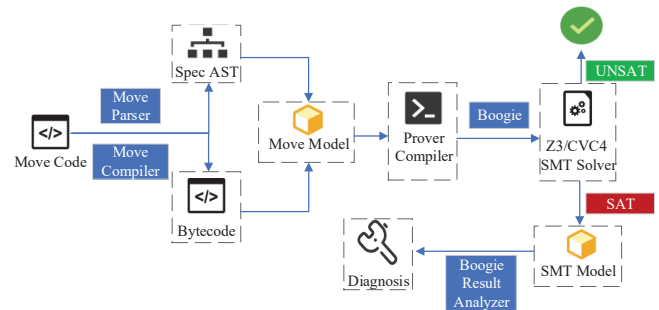 Spec AST
Move
Parser
</>
Move Code
Move
Compiler
</>
Bytecode
Move Model
>_
Prover
Compiler
Boogie
Z3/CVC4
SMT Solver
UNSAT
SAT
SMT Model
Boogie
Result
Analyzer
Diagnosis